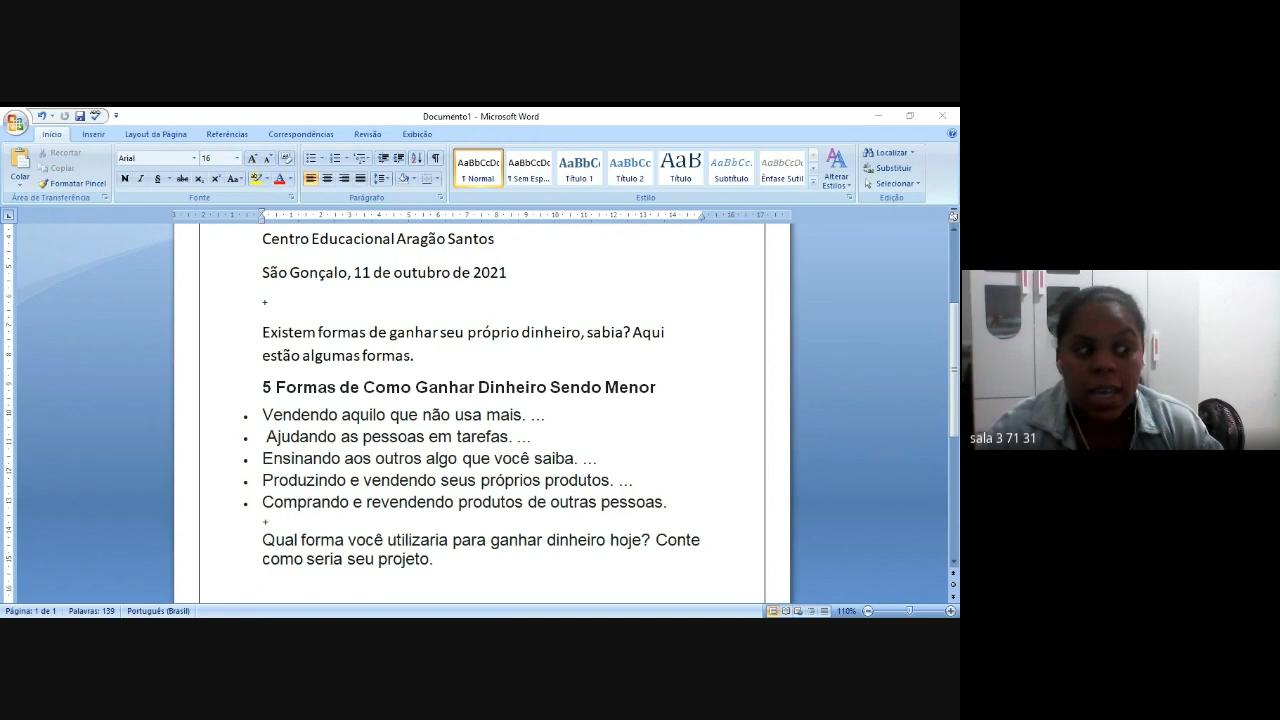 Documento1 - Microsoft Word
Início Inserir Layout da Página Referências Correspondências Revisão Exibição
Colar
Recortar
Copiar
Formatar Pincel
Área de Transferência
Arial 16
N I S abc x₂ x² Aa
Fonte
Parágrafo
AaBbCcDc AaBbCcDc AaBbC AaBbCc AaB AaBbCc. AaBbCcDc
¶ Normal ¶ Sem Esp... Título 1 Título 2 Título Subtítulo Ênfase Sutil
Alterar Estilos
Estilo
Localizar
Substituir
Selecionar
Edição
Centro Educacional Aragão Santos
São Gonçalo, 11 de outubro de 2021
+
Existem formas de ganhar seu próprio dinheiro, sabia? Aqui
estão algumas formas.
5 Formas de Como Ganhar Dinheiro Sendo Menor
• Vendendo aquilo que não usa mais. ...
• Ajudando as pessoas em tarefas. ...
• Ensinando aos outros algo que você saiba. ...
• Produzindo e vendendo seus próprios produtos. ...
• Comprando e revendendo produtos de outras pessoas.
+
Qual forma você utilizaria para ganhar dinheiro hoje? Conte
como seria seu projeto.
Página: 1 de 1 Palavras: 139 Português (Brasil) 110%
sala 3 71 31